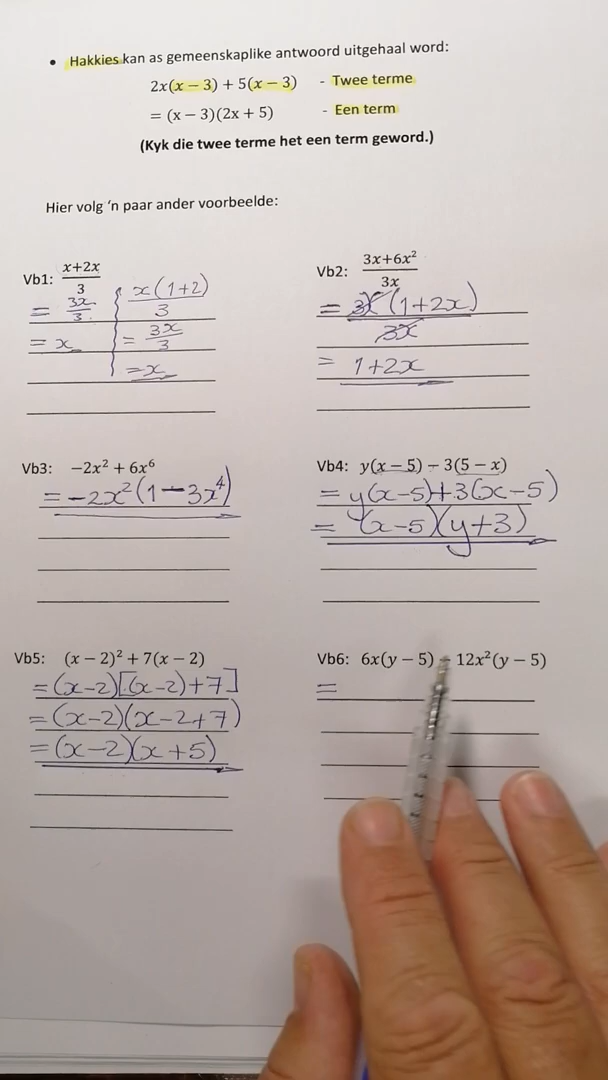 • Hakkies kan as gemeenskaplike antwoord uitgehaal word:
2x(x − 3) + 5(x − 3) - Twee terme
= (x − 3)(2x + 5) - Een term
(Kyk die twee terme het een term geword.)
Hier volg ‘n paar ander voorbeelde:
Vb1: x+2x/3
= 3x/3
= x
x(1+2)/3
= 3x/3
= x
Vb2: 3x+6x²/3x
= 3x(1+2x)/3x
= 1+2x
Vb3: −2x² + 6x⁶
= −2x²(1−3x⁴)
Vb4: y(x − 5) − 3(5 − x)
= y(x−5)+3(x−5)
= (x−5)(y+3)
Vb5: (x − 2)² + 7(x − 2)
= (x−2)[(x−2)+7]
= (x−2)(x−2+7)
= (x−2)(x+5)
Vb6: 6x(y − 5) − 12x²(y − 5)
=